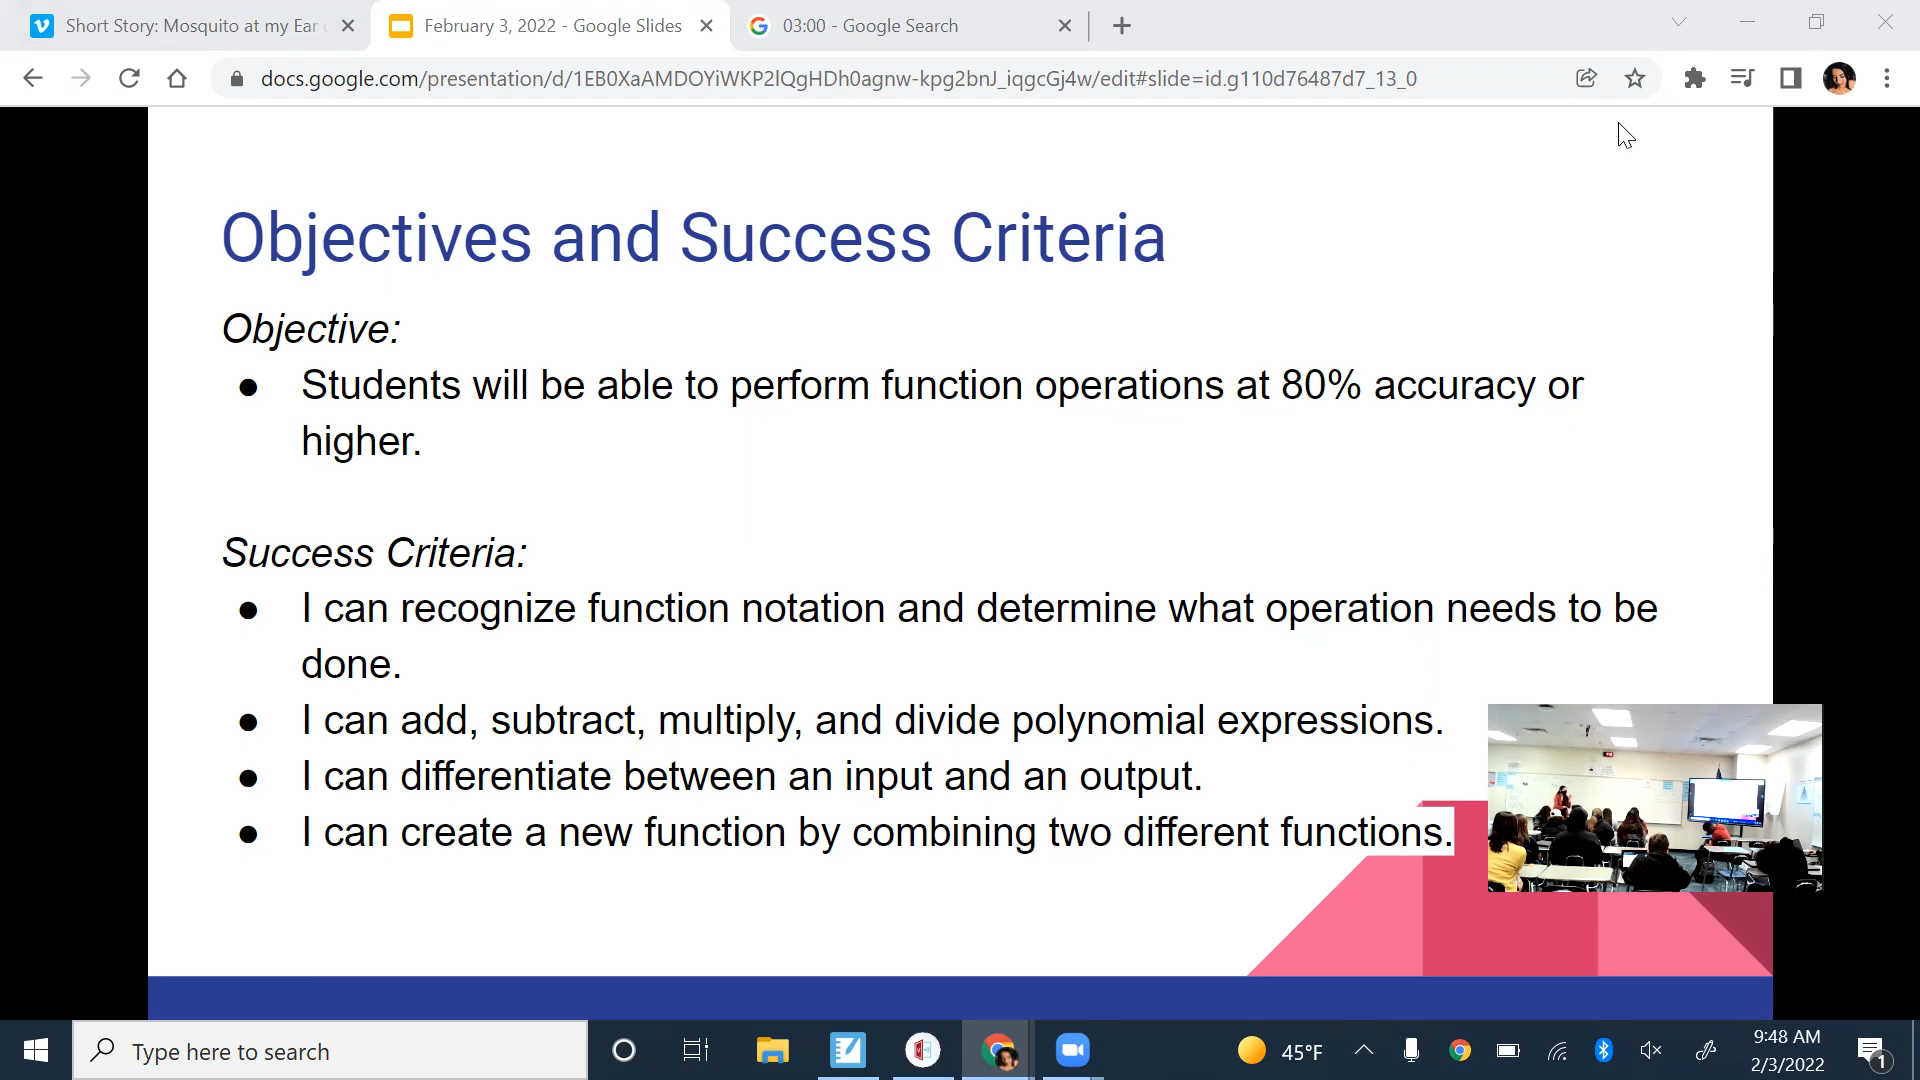 Short Story: Mosquito at my Ear
February 3, 2022 - Google Slides
03:00 - Google Search
docs.google.com/presentation/d/1EB0XaAMDOYiWKP2lQgHDh0agnw-kpg2bnJ_iqgcGj4w/edit#slide=id.g110d76487d7_13_0
Objectives and Success Criteria
Objective:
● Students will be able to perform function operations at 80% accuracy or
higher.
Success Criteria:
● I can recognize function notation and determine what operation needs to be
done.
● I can add, subtract, multiply, and divide polynomial expressions.
● I can differentiate between an input and an output.
● I can create a new function by combining two different functions.
Type here to search
45°F
9:48 AM
2/3/2022
1